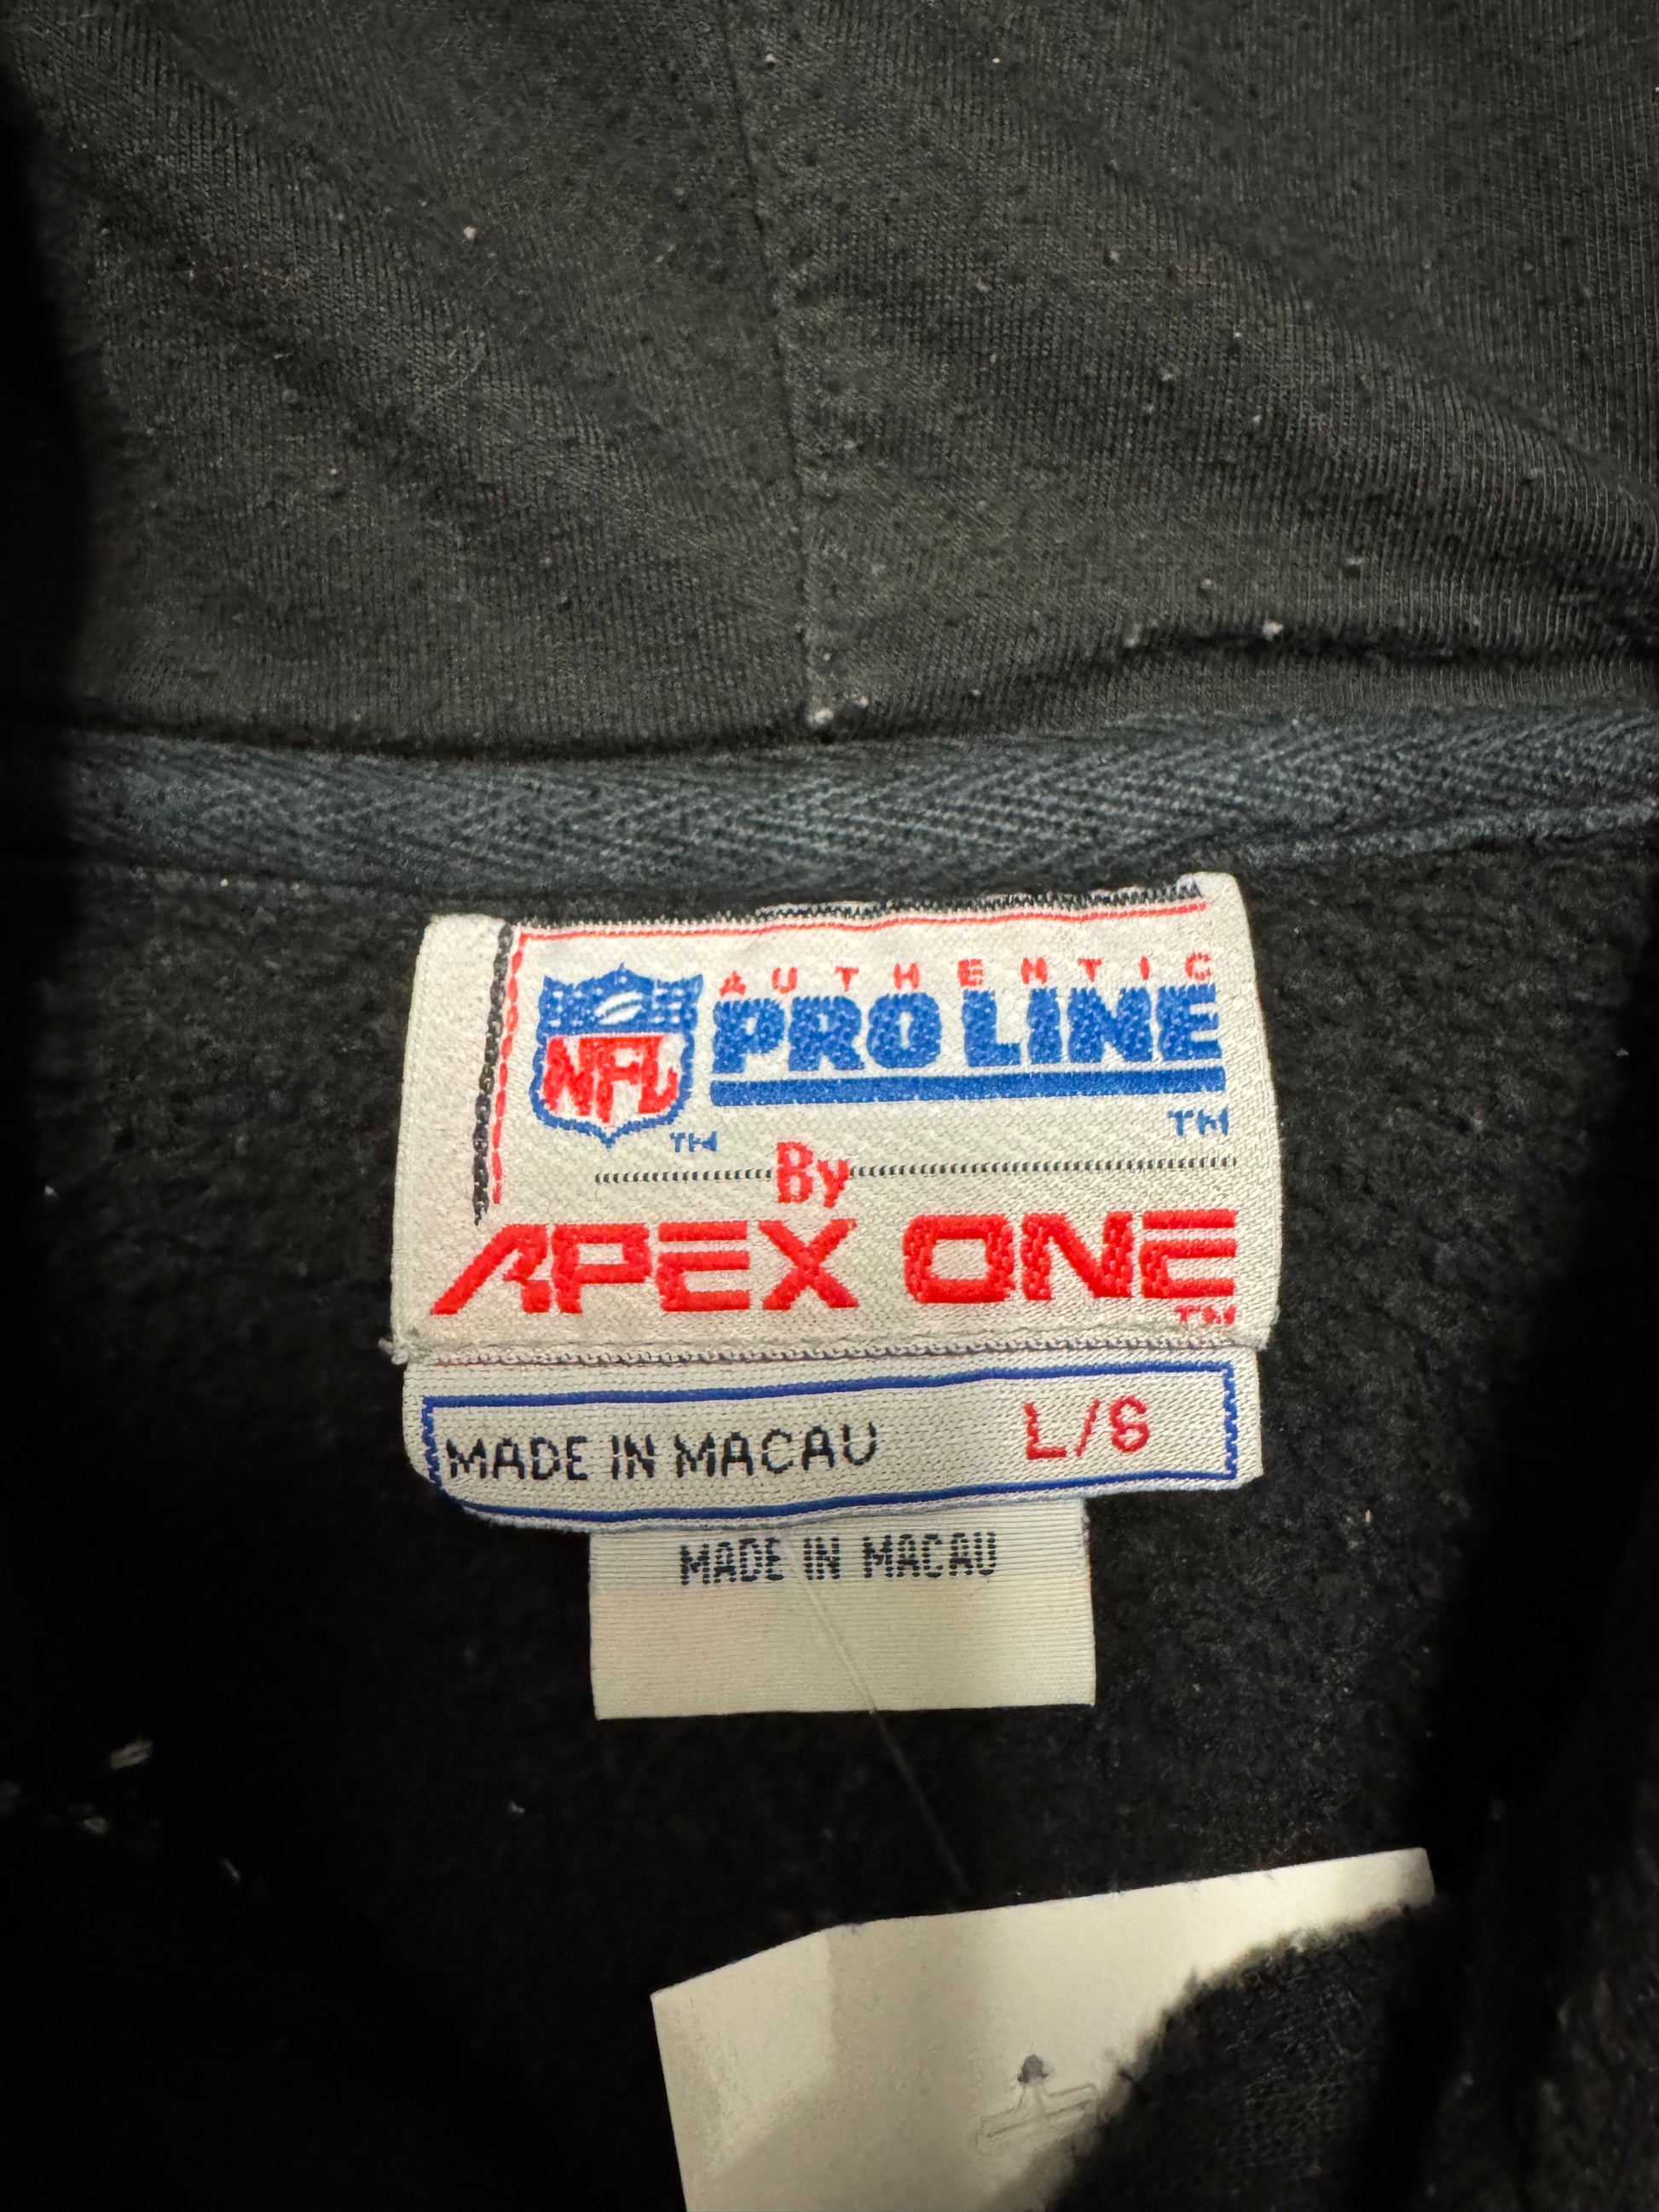 AUTHENTIC
NFL PRO LINE
TM TM
By
APEX ONE
TM
MADE IN MACAU L/G
MADE IN MACAU